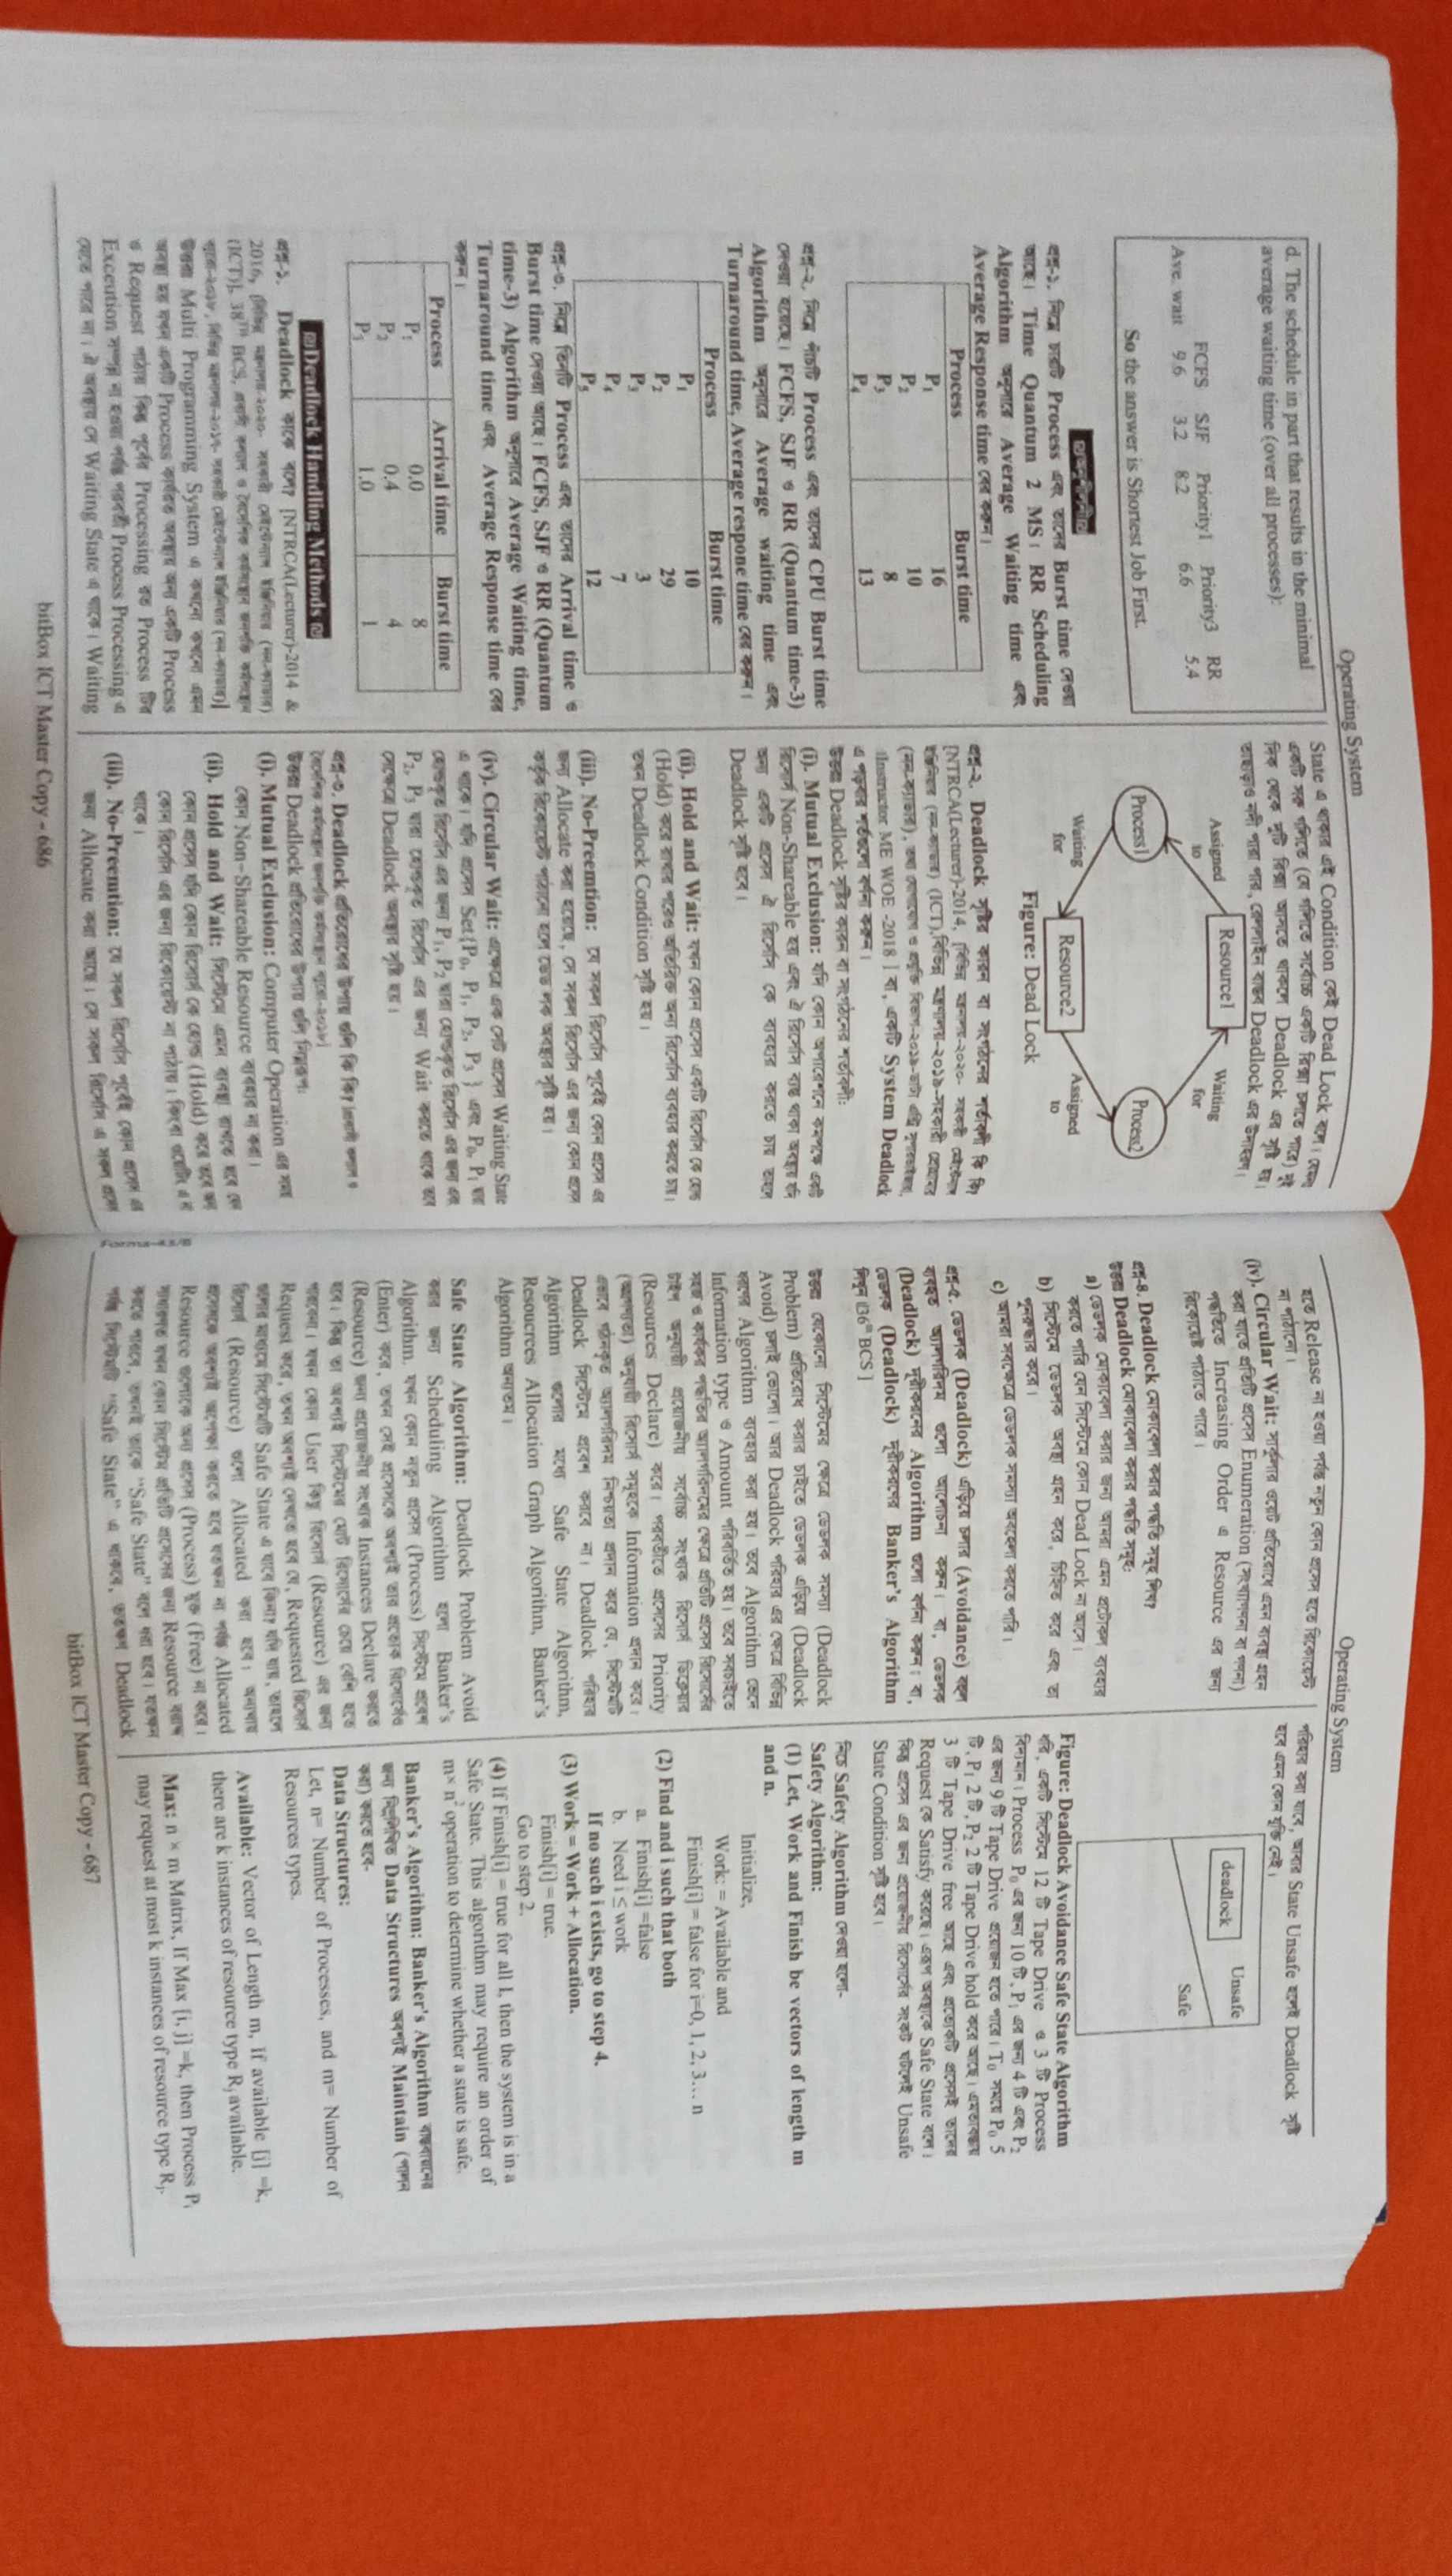 Operating System
d. The schedule in part that results in the minimal
average waiting time (over all processes):
FCFS SJF Priority1 Priority3 RR
Ave. wait 9.6 3.2 8.2 6.6 5.4
So the answer is Shortest Job First.
অনুশীলনী
প্রশ্ন-১. নিম্নে চারটি Process এবং তাদের Burst time দেওয়া
আছে। Time Quantum 2 MS। RR Scheduling
Algorithm অনুসারে Average Waiting time এবং
Average Response time বের করুন।
Process Burst time
P1 16
P2 10
P3 8
P4 13
প্রশ্ন-২. নিম্নে পাঁচটি Process এবং তাদের CPU Burst time
দেওয়া হয়েছে। FCFS, SJF ও RR (Quantum time-3)
Algorithm অনুসারে Average waiting time এবং
Turnaround time, Average respone time বের করুন।
Process Burst time
P1 10
P2 29
P3 3
P4 7
P5 12
প্রশ্ন-৩. নিম্নে তিনটি Process এবং তাদের Arrival time ও
Burst time দেওয়া আছে। FCFS, SJF ও RR (Quantum
time-3) Algorithm অনুসারে Average Waiting time,
Turnaround time এবং Average Response time বের
করুন।
Process Arrival time Burst time
P1 0.0 8
P2 0.4 4
P3 1.0 1
Deadlock Handling Methods
প্রশ্ন-১. Deadlock কাকে বলে? [NTRCA(Lecturer)-2014 &
2016, [বিভিন্ন মন্ত্রনালয়-২০২০- সহকারী মেইন্টেন্যান্স ইঞ্জিনিয়ার (নন-ক্যাডার)
(ICT)], 38TH BCS, প্রবাসী কল্যান ও বৈদেশিক কর্মসংস্থান জনশক্তি কর্মসংস্থান
ব্যুরো-২০১৮, বিভিন্ন মন্ত্রনালয়-২০১৭- সহকারী মেইন্টেন্যান্স ইঞ্জিনিয়ার (নন-ক্যাডার)]
উত্তরঃ Multi Programming System এ কখনো কখনো এমন
অবস্থা হয় যখন একটি Process কার্যরত অবস্থায় অন্য একটি Process
ও Request পাঠায় কিন্তু পূর্বের Processing রত Process টির
Exceution সম্পন্ন না হওয়া পর্যন্ত পরবর্তী Process Processing এ
যেতে পারে না। ঐ অবস্থায় সে Waiting State এ থাকে। Waiting
State এ থাকার এই Condition কেই Dead Lock বলে। যেমনঃ
একটি সরু গলিতে (যে গলিতে সর্বোচ্চ একটি রিক্সা চলতে পারে) দুই
দিক থেকে দুটি রিক্সা আসতে থাকলে Deadlock এর সৃষ্টি হয়।
তাছাড়াও নদী পারা পার, রেললাইন বাস্তব Deadlock এর উদাহরণ।
Assigned to Resource1 Waiting for
Process1 Process2
Waiting for Resource2 Assigned to
Figure: Dead Lock
প্রশ্ন-২. Deadlock সৃষ্টির কারন বা সংগঠনের শর্তাবলী কি কি?
[NTRCA(Lecturer)-2014, [বিভিন্ন মন্ত্রনালয়-২০২০- সহকারী মেইন্টেন্যান্স
ইঞ্জিনিয়ার (নন-ক্যাডার) (ICT),বিভিন্ন মন্ত্রণালয়-২০১৯-সহকারী প্রোগ্রামার
(নন-ক্যাডার), তথ্য যোগাযোগ ও প্রযুক্তি বিভাগ-২০১৯-ডাটা এন্ট্রি সুপারভাইজার,
Instructor ME WOE -2018 ] বা, একটি System Deadlock
এ পড়বার শর্তগুলো বর্ণনা করুন।
উত্তরঃ Deadlock সৃষ্টির কারন বা সংগঠনের শর্তাবলী:
(i). Mutual Exclusion: যদি কোন অপারেশনে কমপক্ষে একটি
রিসোর্স Non-Shareable হয় এবং ঐ রিসোর্স ব্যস্ত থাকা অবস্থায় যদি
অন্য একটি প্রসেস ঐ রিসোর্স কে ব্যবহার করতে চায় তাহলে
Deadlock সৃষ্টি হবে।
(ii). Hold and Wait: যখন কোন প্রসেস একটি রিসোর্স কে হোল্ড
(Hold) করে রাখার পরেও অতিরিক্ত অন্য রিসোর্স ব্যবহার করতে চায়।
তখন Deadlock Condition সৃষ্টি হয়।
(iii). No-Preemtion: যে সকল রিসোর্স পূর্বেই কোন প্রসেস এর
জন্য Allocate করা হয়েছে, সে সকল রিসোর্স এর জন্য কোন প্রসেস
কর্তৃক রিকোয়েস্ট পাঠানো হলে ডেড লক অবস্থার সৃষ্টি হয়।
(iv). Circular Wait: এক্ষেত্রে এক সেট প্রসেস Waiting State
এ থাকে। যদি প্রসেস Set{P0, P1, P2, P3 } এবং P0, P1 দ্বারা
হোল্ডকৃত রিসোর্স এর জন্য P1, P2 দ্বারা হোল্ডকৃত রিসোর্স এর জন্য এবং
P2, P3 দ্বারা হোল্ডকৃত রিসোর্স এর জন্য Wait করতে থাকে তবে
সেক্ষেত্রে Deadlock অবস্থার সৃষ্টি হয়।
প্রশ্ন-৩. Deadlock প্রতিরোধের উপায় গুলি কি কি? [প্রবাসী কল্যাণ ও
বৈদেশিক কর্মসংস্থান জনশক্তি কর্মসংস্থান ব্যুরো-২০১৮]
উত্তরঃ Deadlock প্রতিরোধের উপায় গুলি নিম্নরূপ:
(i). Mutual Exclusion: Computer Operation এর সময়
কোন Non-Shareable Resource ব্যবহার না করা।
(ii). Hold and Wait: সিস্টেমে এমন ব্যবস্থা রাখতে হবে যেন
কোন প্রসেস যদি কোন রিসোর্স কে হোল্ড (Hold) করে তবে অন্য
কোন রিসোর্স এর জন্য রিকোয়েস্ট না পাঠায়। কিংবা ওয়েটিং এ না
থাকে।
(iii). No-Preemtion: যে সকল রিসোর্স পূর্বেই কোন প্রসেস এর
জন্য Allocate করা আছে। সে সকল রিসোর্স এ সকল প্রসেস
bitBox ICT Master Copy - 686
Operating System
হতে Release না হওয়া পর্যন্ত নতুন কোন প্রসেস হতে রিকোয়েস্ট
না পাঠানো।
(iv). Circular Wait: সার্কুলার ওয়েট প্রতিরোধে এমন ব্যবস্থা গ্রহন
করা যাতে প্রতিটি প্রসেস Enumeration (সংখ্যাগণনা বা গণনা)
পদ্ধতিতে Increasing Order এ Resource এর জন্য
রিকোয়েষ্ট পাঠাতে পারে।
প্রশ্ন-৪. Deadlock মোকাবেলা করার পদ্ধতি সমূহ লিখ?
উত্তরঃ Deadlock মোকাবেলা করার পদ্ধতি সমূহ:
a) ডেডলক মোকাবেলা করার জন্য আমরা এমন প্রটোকল ব্যবহার
করতে পারি যেন সিস্টেমে কোন Dead Lock না আসে।
b) সিস্টেমে ডেডলক অবস্থা গ্রহন করে, চিহ্নিত করে এবং তা
পুনরুদ্ধার করে।
c) আমরা সবক্ষেত্রে ডেডলক সমস্যা অবহেলা করতে পারি।
প্রশ্ন-৫. ডেডলক (Deadlock) এড়িয়ে চলার (Avoidance) বহুল
ব্যবহৃত অ্যালগরিদম গুলো আলোচনা করুন। বা, ডেডলক
(Deadlock) দূরীকরনের Algorithm গুলো বর্ণনা করুন। বা,
ডেডলক (Deadlock) দূরীকরণের Banker's Algorithm
লিখুন [36th BCS ]
উত্তরঃ যেকোনো সিস্টেমের ক্ষেত্রে ডেডলক সমস্যা (Deadlock
Problem) প্রতিরোধ করার চাইতে ডেডলক এড়িয়ে (Deadlock
Avoid) চলাই ভোলো। আর Deadlock পরিহার এর ক্ষেত্রে বিভিন্ন
ধরণের Algorithm ব্যবহার করা হয়। তবে Algorithm ভেদে
Information type ও Amount পরিবর্তিত হয়। তবে সবচাইতে
সহজ ও কার্যকর পদ্ধতির অ্যালগরিদমের ক্ষেত্রে প্রতিটি প্রসেস রিসোর্সের
টাইপ অনুযায়ী প্রয়োজনীয় সর্বোচ্চ সংখ্যক রিসোর্স ডিক্লেয়ার
(Resources Declare) করে। পরবর্তীতে প্রসেসের Priority
(অগ্রগণ্যতা) অনুযায়ী রিসোর্স সমূহকে Information প্রদান করে।
এভাবে গঠনকৃত অ্যালগরিদম নিশ্চয়তা প্রদান করে যে, সিস্টেমটি
Deadlock সিস্টেমে প্রবেশ করবে না। Deadlock পরিহার
Algorithm গুলোর মধ্যে Safe State Algorithm,
Resoucrces Allocation Graph Algorithm, Banker's
Algorithm অন্যতম।
Safe State Algorithm: Deadlock Problem Avoid
করার জন্য Scheduling Algorithm হলো Banker's
Algorithm. যখন কোন নতুন প্রসেস (Process) সিস্টেমে প্রবেশ
(Enter) করে, তখন সেই প্রসেসকে অবশ্যই তার প্রত্যেক রিসোর্সের
(Resource) জন্য প্রয়োজনীয় সংখ্যক Instances Declare করতে
হবে। কিন্তু তা অবশ্যই সিস্টেমের মোট রিসোর্সের চেয়ে বেশি হতে
পারবেনা। যখন কোন User কিছু রিসোর্স (Resource) এর জন্য
Request করে, তখন অবশ্যই দেখতে হবে যে, Requested রিসোর্স
গুলোর মাধ্যমে সিস্টেমটি Safe State এ যাবে কিনা? যদি যায়, তাহলে
রিসোর্স (Resource) গুলো Allocated করা হবে। অন্যথায়
প্রসেসকে অবশ্যই অপেক্ষা করতে হবে যতক্ষন না পর্যন্ত Allocated
Resource গুলোকে অন্য প্রসেস (Process) মুক্ত (Free) না করে।
সাধারণত যখন কোন সিস্টেম প্রতিটি প্রসেসের জন্য Resource বরাদ্দ
করতে পারবে, তখনই তাকে "Safe State" বলে ধরা হবে। যতক্ষন
পর্যন্ত সিস্টেমটি "Safe State" এ থাকবে, ততক্ষণ Deadlock
পরিহার করা যাবে, আবার State Unsafe হলেই Deadlock সৃষ্টি
হবে এমন কোন যুক্তি নেই।
deadlock Unsafe
Safe
Figure: Deadlock Avoidance Safe State Algorithm
ধরি, একটি সিস্টেমে 12 টি Tape Drive ও 3 টি Process
বিদ্যমান। Process P0 এর জন্য 10 টি, P1 এর জন্য 4 টি এবং P2
এর জন্য 9 টি Tape Drive প্রয়োজন হতে পারে। T0 সময়ে P0 5
টি, P1 2 টি, P2 2 টি Tape Drive hold করে আছে। এমতাবস্থায়
3 টি Tape Drive free আছে এবং প্রত্যেকটি প্রসেসই তাদের
Request কে Satisfy করেছে। এরূপ অবস্থাকে Safe State বলে।
কিন্তু প্রসেস এর জন্য প্রয়োজনীয় রিসোর্সের সংকট ঘটলেই Unsafe
State Condition সৃষ্টি হবে।
নিচে Safety Algorithm দেওয়া হলো-
Safety Algorithm:
(1) Let, Work and Finish be vectors of length m
and n.
Initialize,
Work: = Available and
Finish[i] = false for i=0, 1, 2, 3… n
(2) Find and i such that both
a. Finish[i] =false
b. Need i ≤ work
If no such i exists, go to step 4.
(3) Work = Work + Allocation.
Finish[i] = true.
Go to step 2.
(4) If Finish[i] = true for all I, then the system is in a
Safe State. This algorithm may require an order of
m× n² operation to determine whether a state is safe.
Banker's Algorithm: Banker's Algorithm বাস্তবায়নের
জন্য নিম্নলিখিত Data Structures অবশ্যই Maintain (পালন
করা) করতে হবে-
Data Structures:
Let, n= Number of Processes, and m= Number of
Resources types.
Available: Vector of Length m, If available [j] =k,
there are k instances of resource type Rj available.
Max: n × m Matrix, If Max [i, j] =k, then Process Pi
may request at most k instances of resource type Rj.
bitBox ICT Master Copy - 687